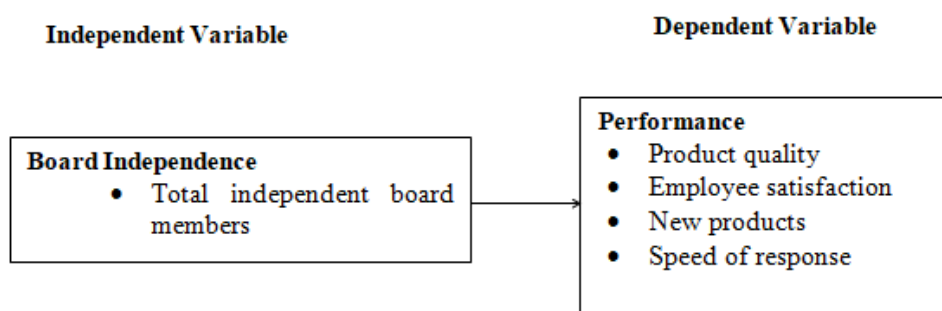 Independent Variable
Dependent Variable
Board Independence
• Total independent board
members
Performance
• Product quality
• Employee satisfaction
• New products
• Speed of response